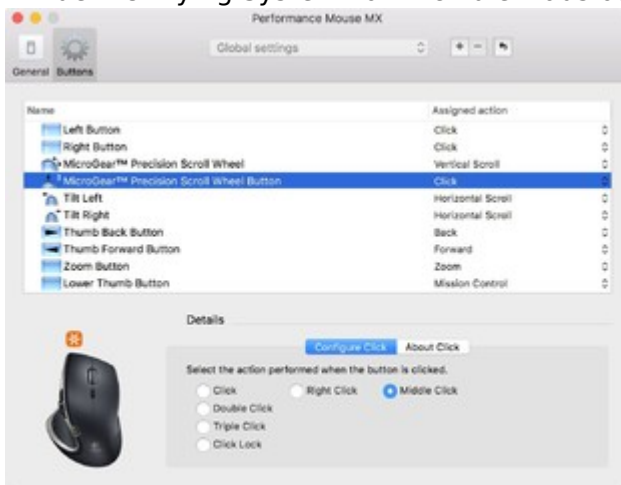 Performance Mouse MX
Global settings
+ -
General Buttons
Name Assigned action
Left Button Click
Right Button Click
MicroGear™ Precision Scroll Wheel Vertical Scroll
MicroGear™ Precision Scroll Wheel Button Click
Tilt Left Horizontal Scroll
Tilt Right Horizontal Scroll
Thumb Back Button Back
Thumb Forward Button Forward
Zoom Button Zoom
Lower Thumb Button Mission Control
Details
Configure Click About Click
Select the action performed when the button is clicked.
Click Right Click Middle Click
Double Click
Triple Click
Click Lock